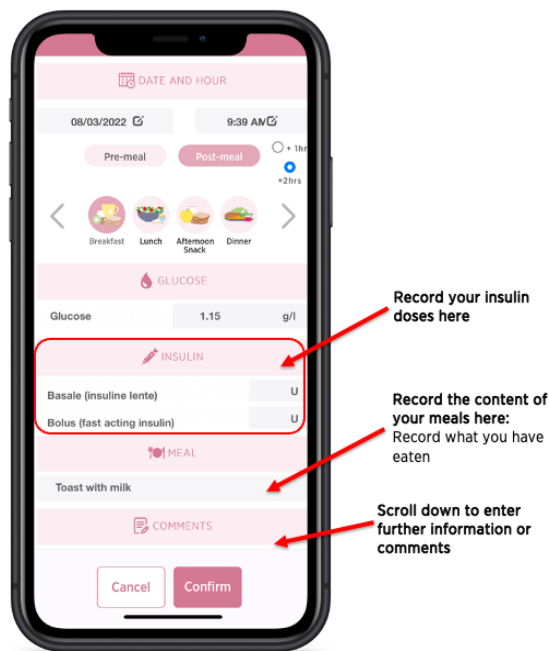 DATE AND HOUR
08/03/2022
9:39 AM
Pre-meal
Post-meal
+ 1hr
+2hrs
Breakfast
Lunch
Afternoon
Snack
Dinner
GLUCOSE
Glucose
1.15
g/l
INSULIN
Basale (insuline lente)
U
Bolus (fast acting insulin)
U
MEAL
Toast with milk
COMMENTS
Cancel
Confirm
Record your insulin
doses here
Record the content of
your meals here:
Record what you have
eaten
Scroll down to enter
further information or
comments